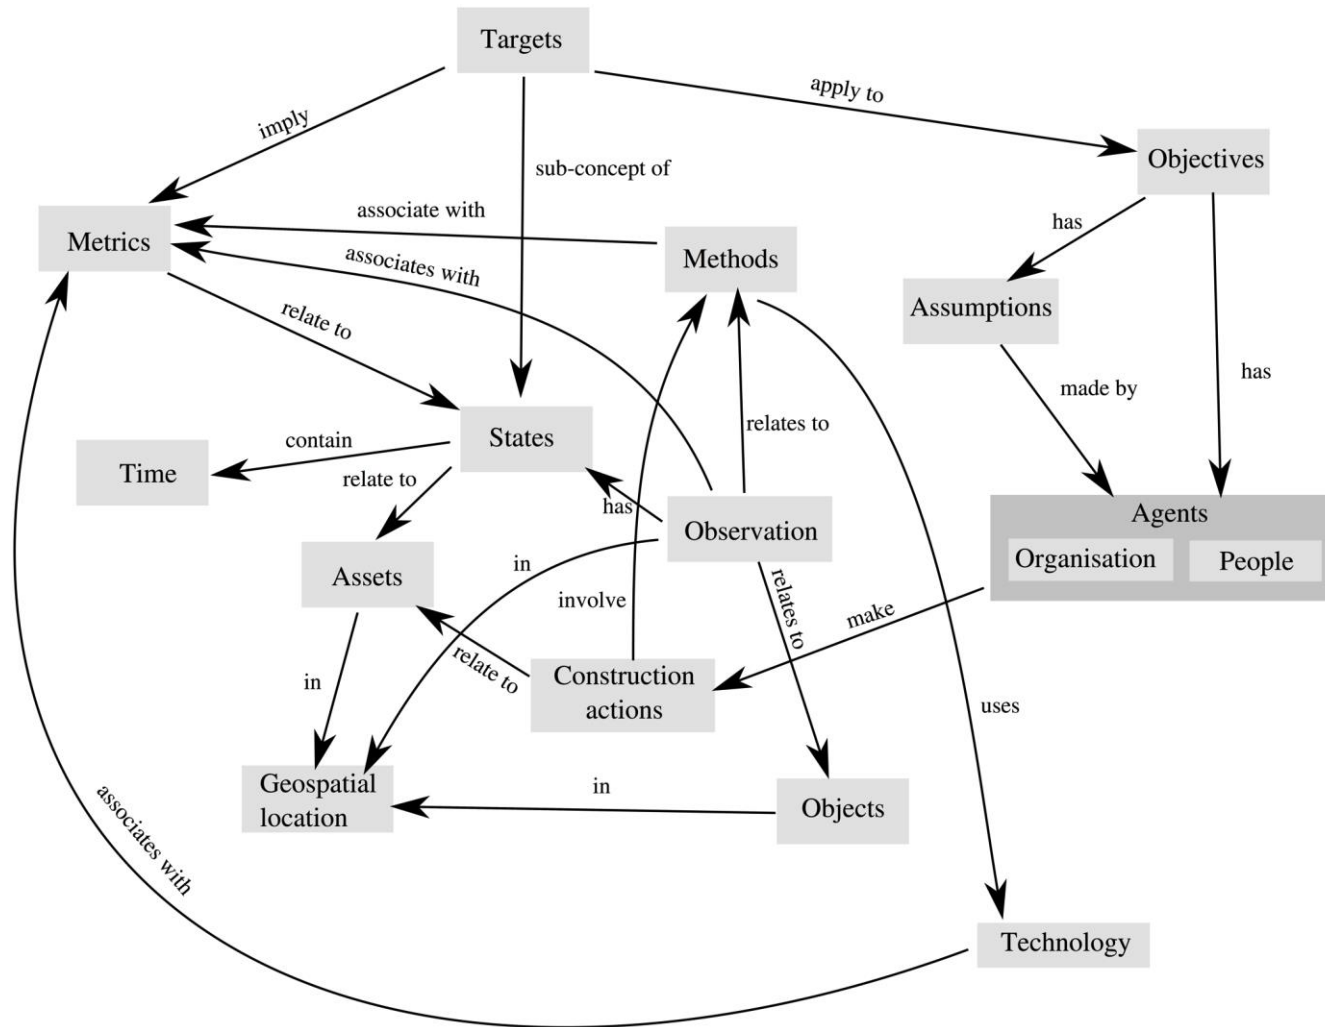 Targets
apply to
imply
Objectives
sub-concept of
associate with
has
Metrics
Methods
associates with
Assumptions
relate to
has
made by
States
contain
relates to
Time
relate to
has
Observation
Agents
Organisation
People
in
Assets
relates to
involve
make
relate to
Construction
actions
in
uses
Geospatial
location
in
Objects
associates with
Technology